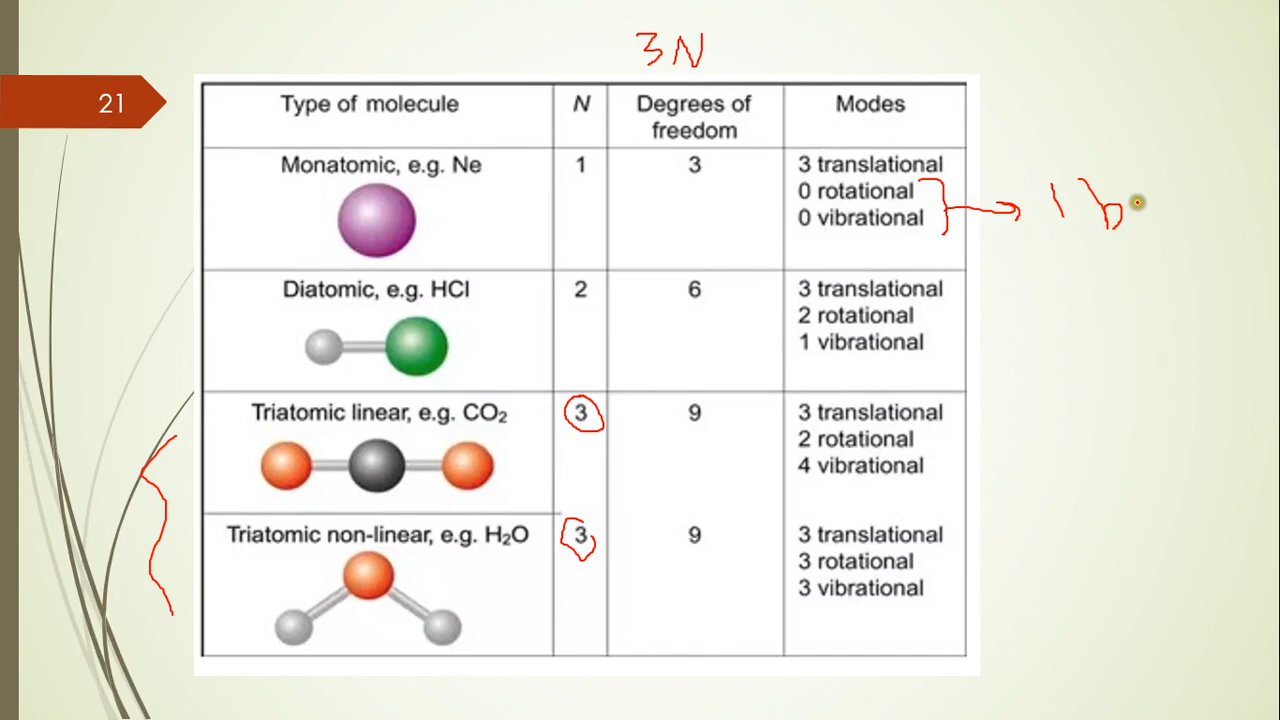 3N
21
Type of molecule N Degrees of freedom Modes
Monatomic, e.g. Ne 1 3 3 translational
0 rotational
0 vibrational
1 b
Diatomic, e.g. HCl 2 6 3 translational
2 rotational
1 vibrational
Triatomic linear, e.g. CO₂ 3 9 3 translational
2 rotational
4 vibrational
Triatomic non-linear, e.g. H₂O 3 9 3 translational
3 rotational
3 vibrational